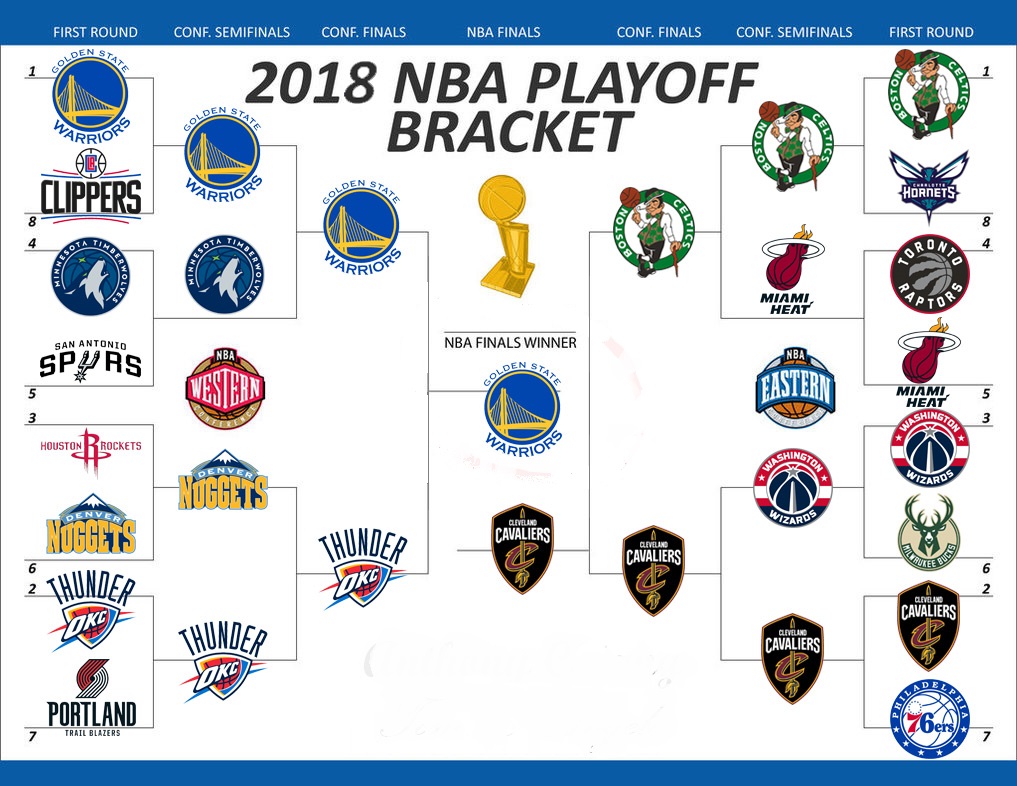 FIRST ROUND CONF. SEMIFINALS CONF. FINALS NBA FINALS CONF. FINALS CONF. SEMIFINALS FIRST ROUND
2018 NBA PLAYOFF
BRACKET
1
GOLDEN STATE
WARRIORS
CLIPPERS
8
4
MINNESOTA TIMBERWOLVES
SAN ANTONIO
SPURS
5
3
HOUSTON ROCKETS
DENVER
NUGGETS
6
2
THUNDER
OKC
PORTLAND
TRAIL BLAZERS
7
GOLDEN STATE
WARRIORS
MINNESOTA TIMBERWOLVES
NBA
WESTERN
CONFERENCE
DENVER
NUGGETS
THUNDER
OKC
GOLDEN STATE
WARRIORS
THUNDER
OKC
NBA FINALS WINNER
GOLDEN STATE
WARRIORS
CLEVELAND
CAVALIERS
BOSTON CELTICS
CLEVELAND
CAVALIERS
BOSTON CELTICS
MIAMI
HEAT
NBA
EASTERN
WASHINGTON
WIZARDS
CLEVELAND
CAVALIERS
1
BOSTON CELTICS
CHARLOTTE
HORNETS
8
4
TORONTO
RAPTORS
MIAMI
HEAT
5
3
WASHINGTON
WIZARDS
MILWAUKEE BUCKS
6
2
CLEVELAND
CAVALIERS
PHILADELPHIA
76ers
7